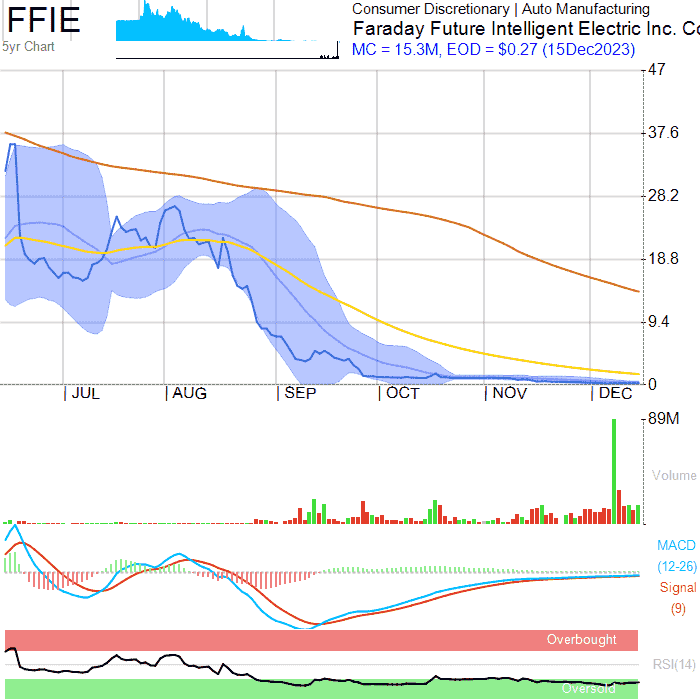 FFIE
5yr Chart
Consumer Discretionary | Auto Manufacturing
Faraday Future Intelligent Electric Inc. Co
MC = 15.3M, EOD = $0.27 (15Dec2023)
47
37.6
28.2
18.8
9.4
0
| JUL | AUG | SEP | OCT | NOV | DEC
89M
Volume
MACD
(12-26)
Signal
(9)
Overbought
RSI(14)
Oversold